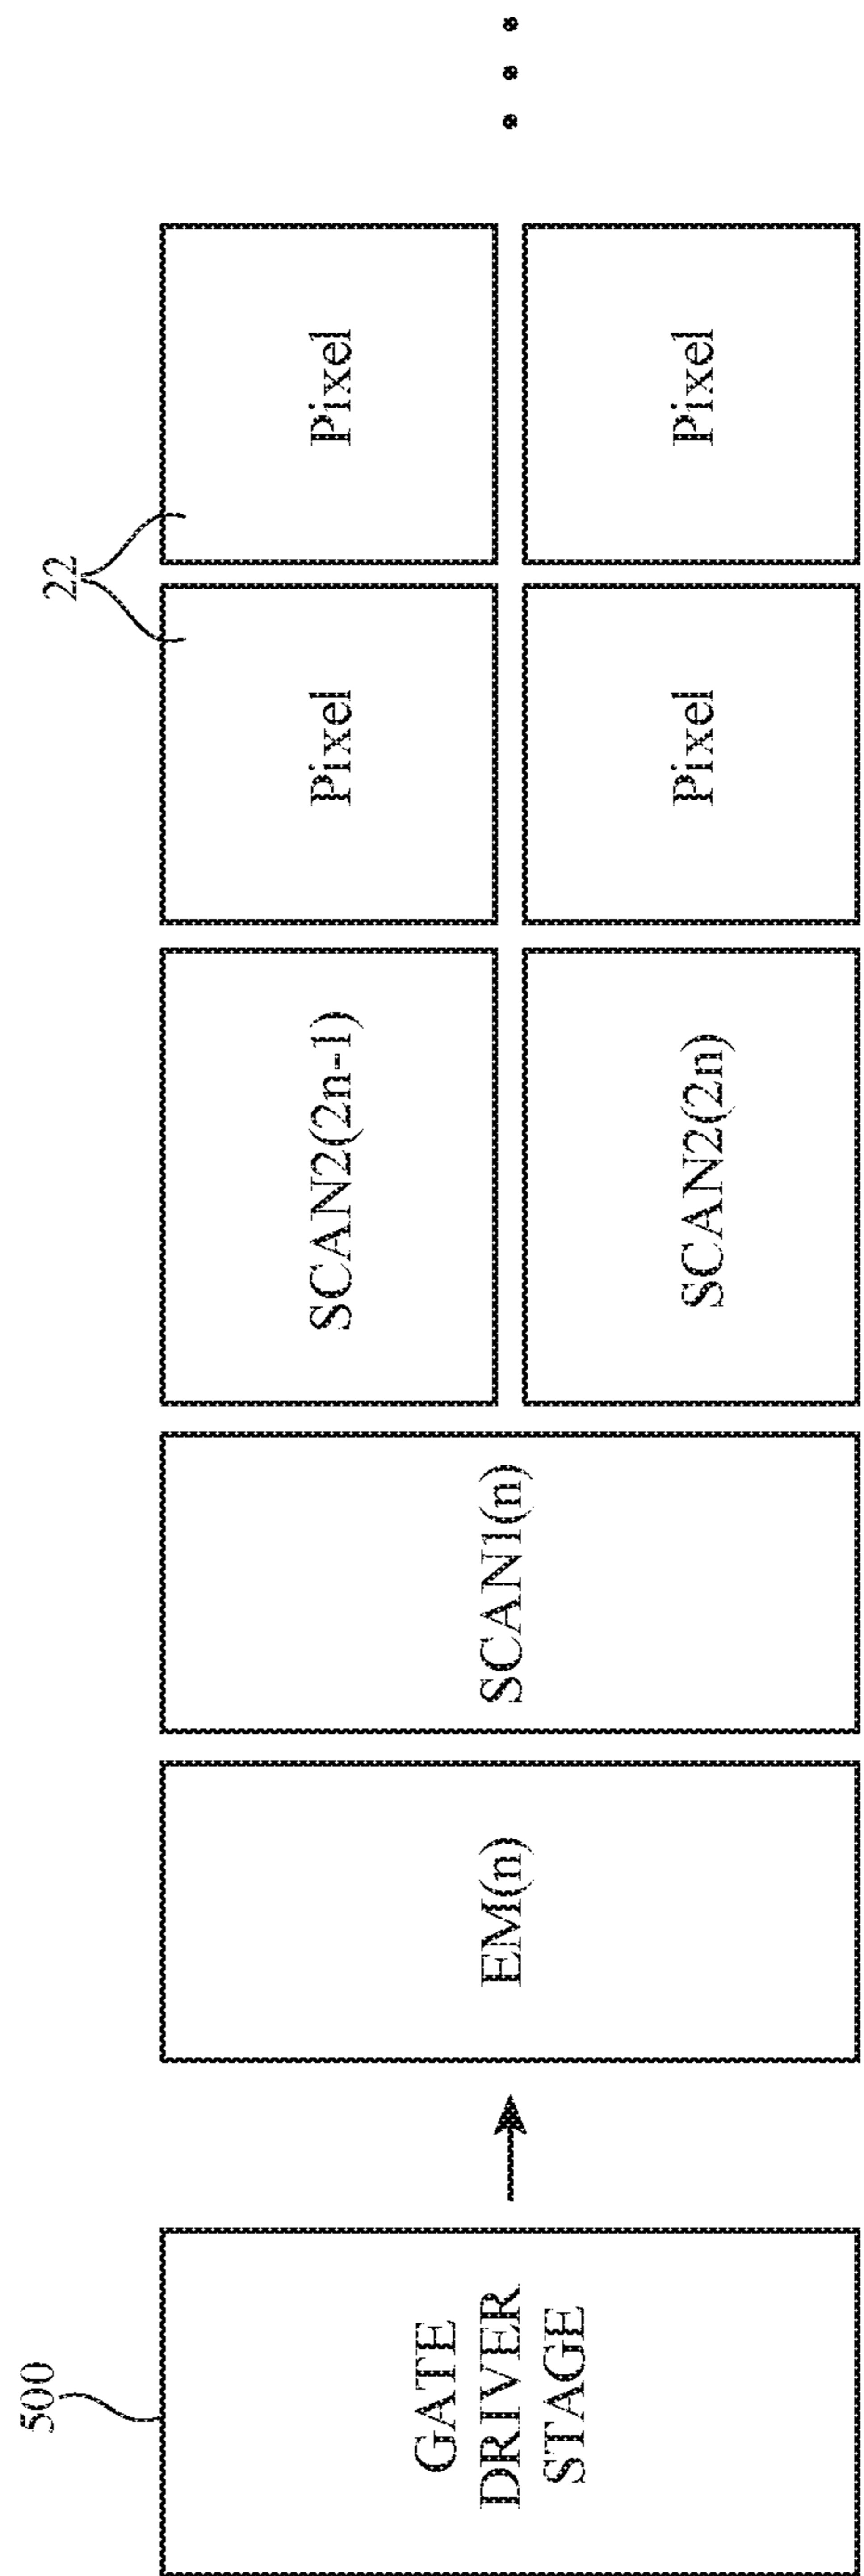 500
GATE
DRIVER
STAGE
EM(n)
SCAN1(n)
SCAN2(2n-1)
SCAN2(2n)
22
Pixel
Pixel
Pixel
Pixel